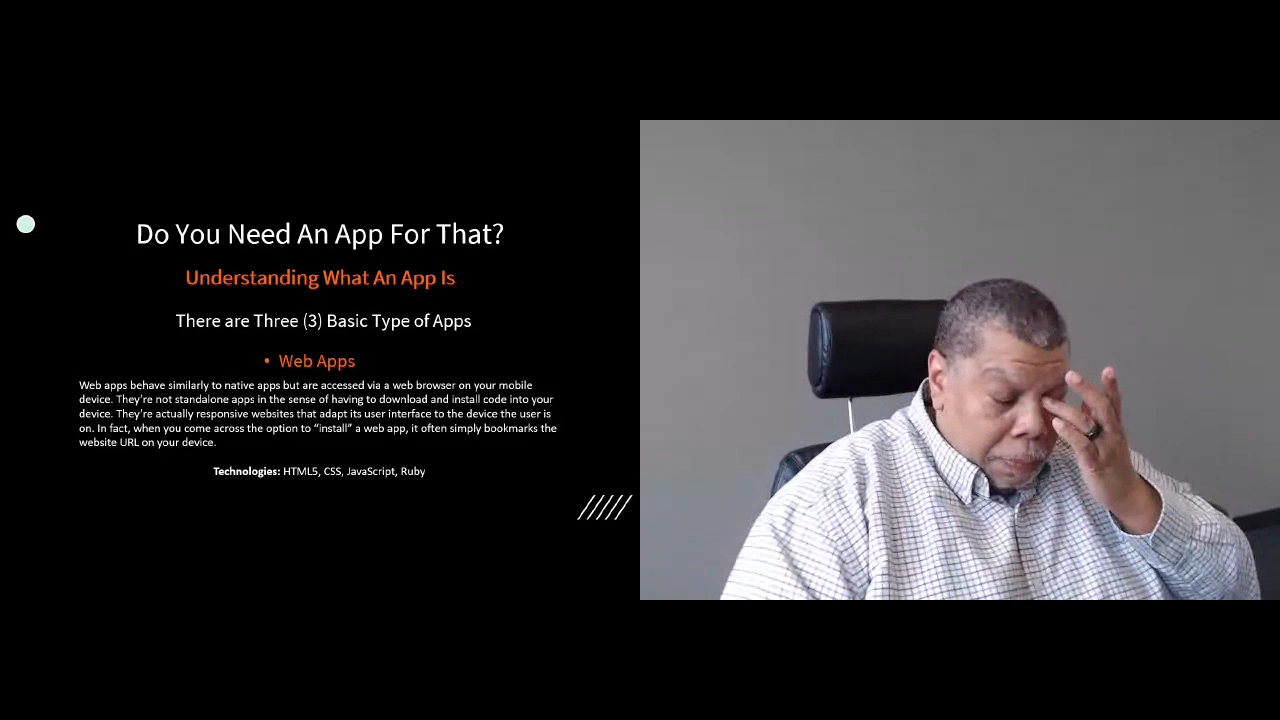 Do You Need An App For That?
Understanding What An App Is
There are Three (3) Basic Type of Apps
• Web Apps
Web apps behave similarly to native apps but are accessed via a web browser on your mobile
device. They're not standalone apps in the sense of having to download and install code into your
device. They're actually responsive websites that adapt its user interface to the device the user is
on. In fact, when you come across the option to “install” a web app, it often simply bookmarks the
website URL on your device.
Technologies: HTML5, CSS, JavaScript, Ruby